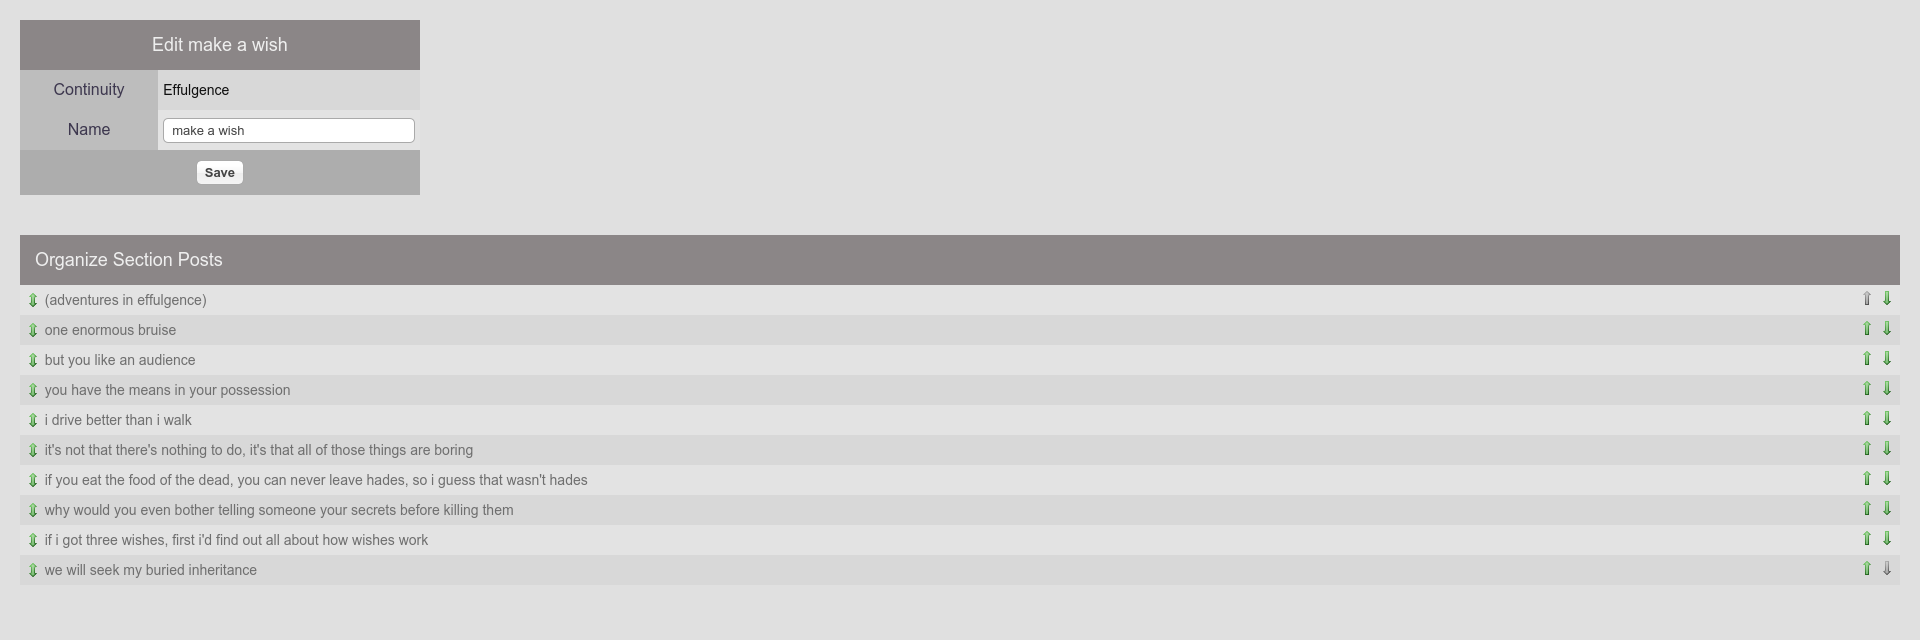 Edit make a wish
Continuity Effulgence
Name make a wish
Save
Organize Section Posts
(adventures in effulgence)
one enormous bruise
but you like an audience
you have the means in your possession
i drive better than i walk
it's not that there's nothing to do, it's that all of those things are boring
if you eat the food of the dead, you can never leave hades, so i guess that wasn't hades
why would you even bother telling someone your secrets before killing them
if i got three wishes, first i'd find out all about how wishes work
we will seek my buried inheritance